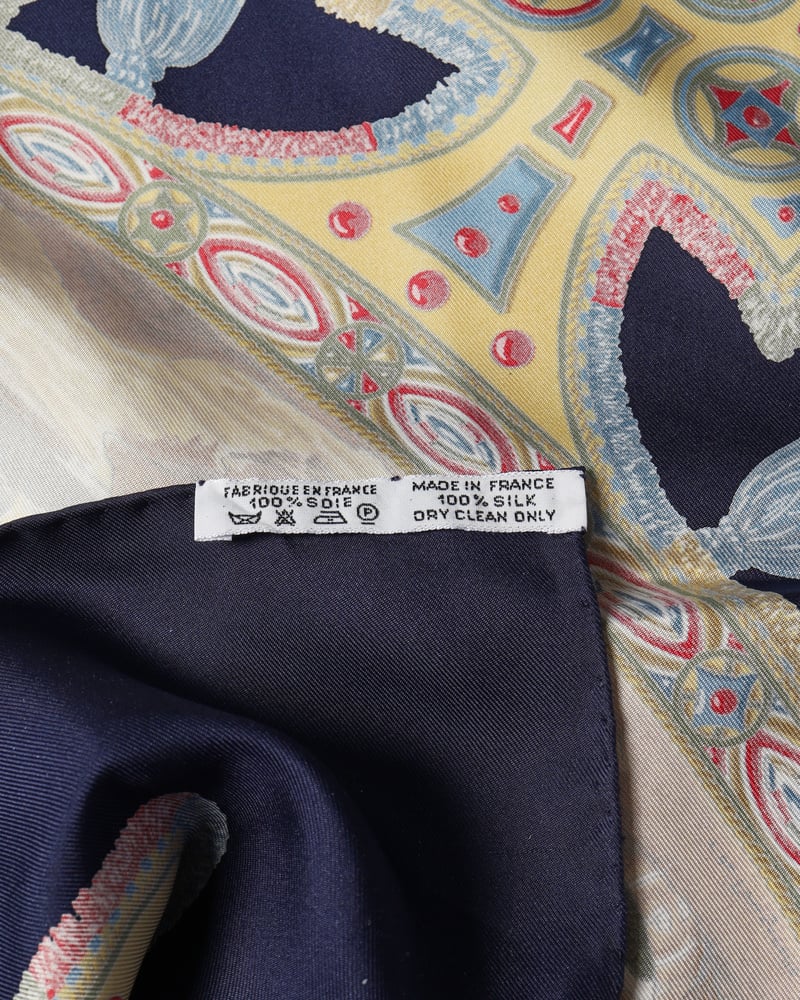 FABRIQUE EN FRANCE
100% SOIE
P
MADE IN FRANCE
100% SILK
DRY CLEAN ONLY